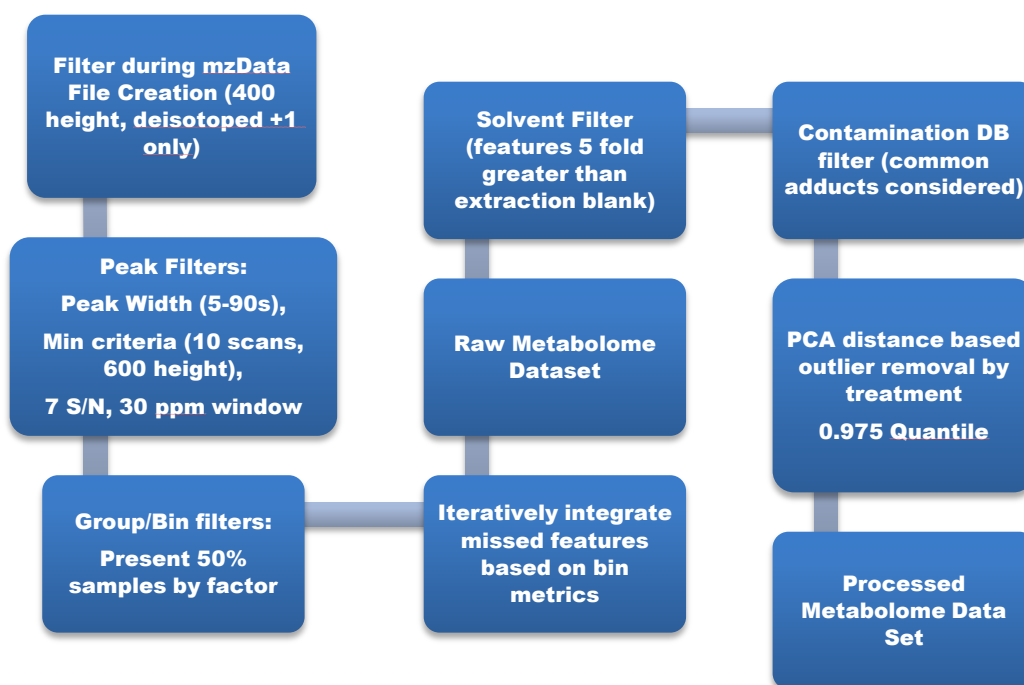 Filter during mzData
File Creation (400
height, deisotoped +1
only)
Peak Filters:
Peak Width (5-90s),
Min criteria (10 scans,
600 height),
7 S/N, 30 ppm window
Group/Bin filters:
Present 50%
samples by factor
Iteratively integrate
missed features
based on bin
metrics
Raw Metabolome
Dataset
Solvent Filter
(features 5 fold
greater than
extraction blank)
Contamination DB
filter (common
adducts considered)
PCA distance based
outlier removal by
treatment
0.975 Quantile
Processed
Metabolome Data
Set